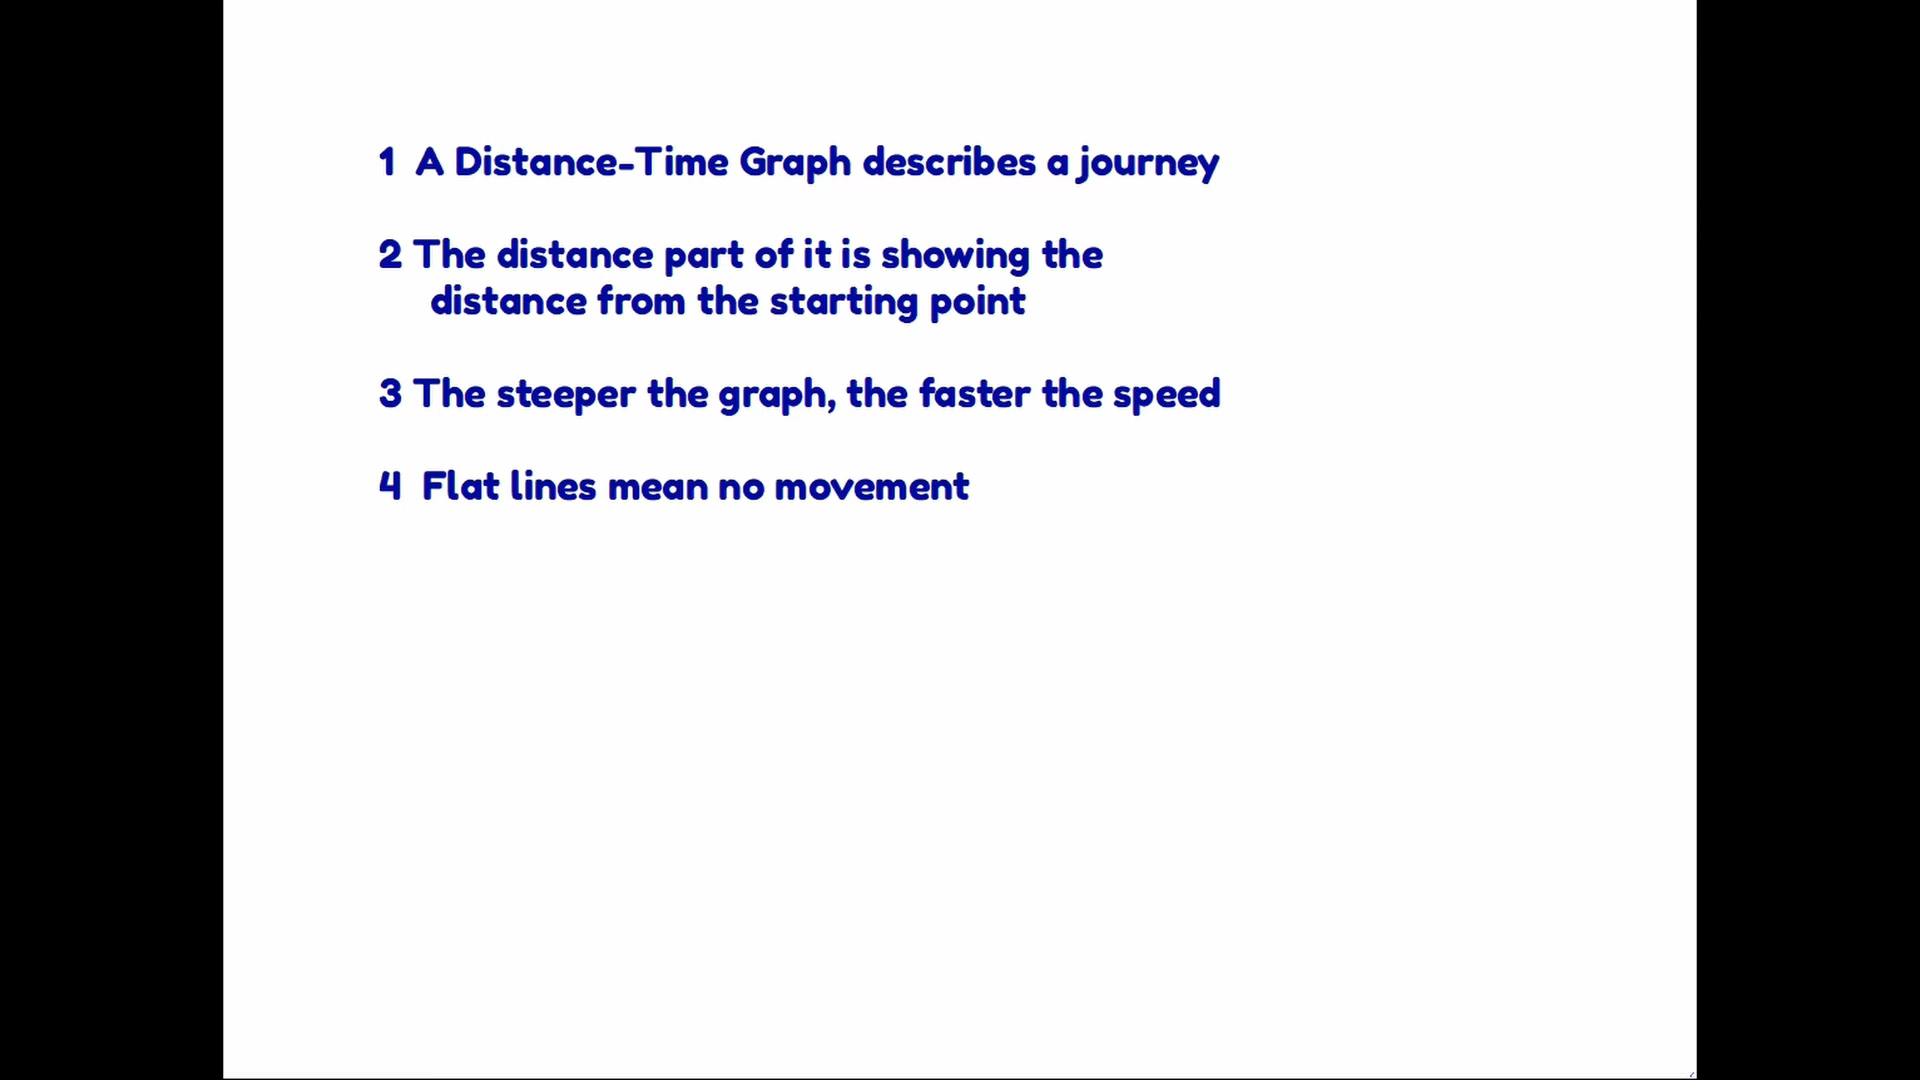 1 A Distance-Time Graph describes a journey
2 The distance part of it is showing the
distance from the starting point
3 The steeper the graph, the faster the speed
4 Flat lines mean no movement